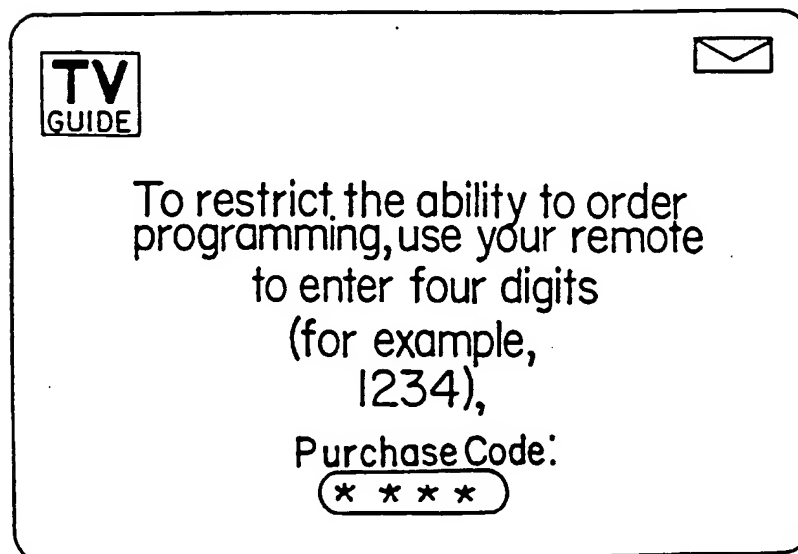 TV
GUIDE
To restrict the ability to order
programming, use your remote
to enter four digits
(for example,
1234),
Purchase Code:
* * * *